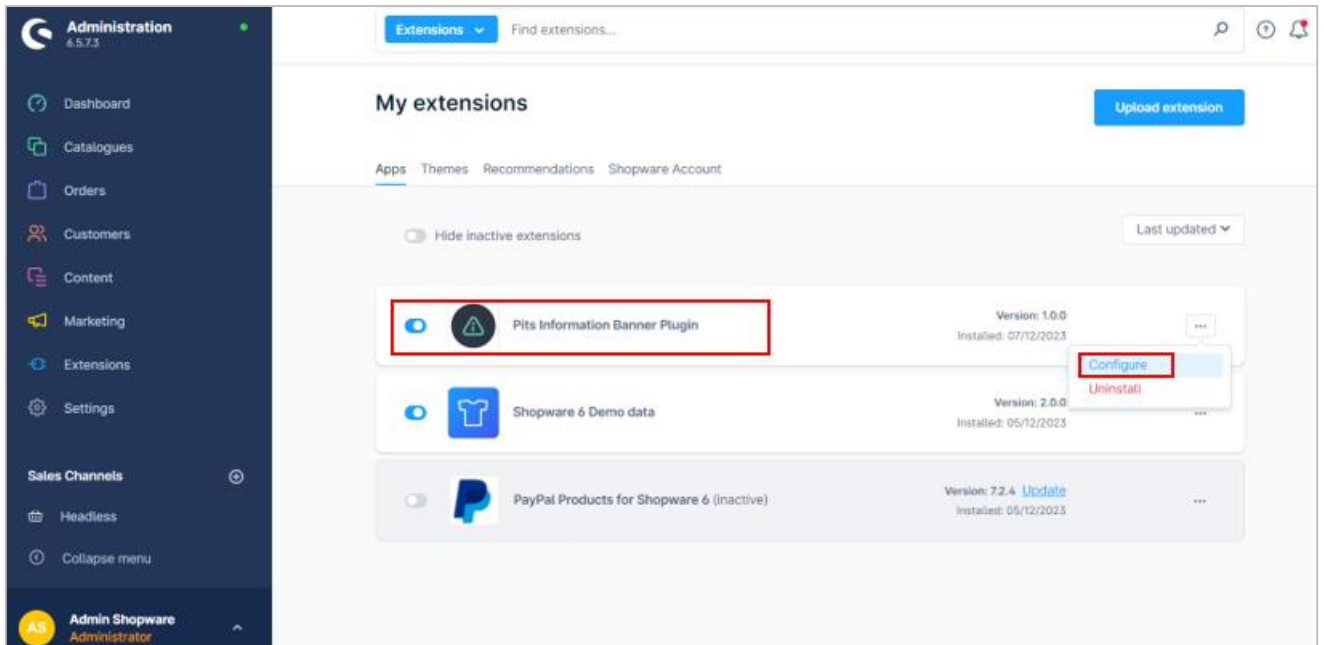 Administration
6.5.7.3
Extensions
Find extensions...
Dashboard
Catalogues
Orders
Customers
Content
Marketing
Extensions
Settings
Sales Channels
Headless
Collapse menu
AS
Admin Shopware
Administrator
My extensions
Upload extension
Apps Themes Recommendations Shopware Account
Hide inactive extensions
Last updated
Pits Information Banner Plugin
Version: 1.0.0
Installed: 07/12/2023
...
Configure
Uninstall
Shopware 6 Demo data
Version: 2.0.0
Installed: 05/12/2023
...
PayPal Products for Shopware 6 (inactive)
Version: 7.2.4 Update
Installed: 05/12/2023
...